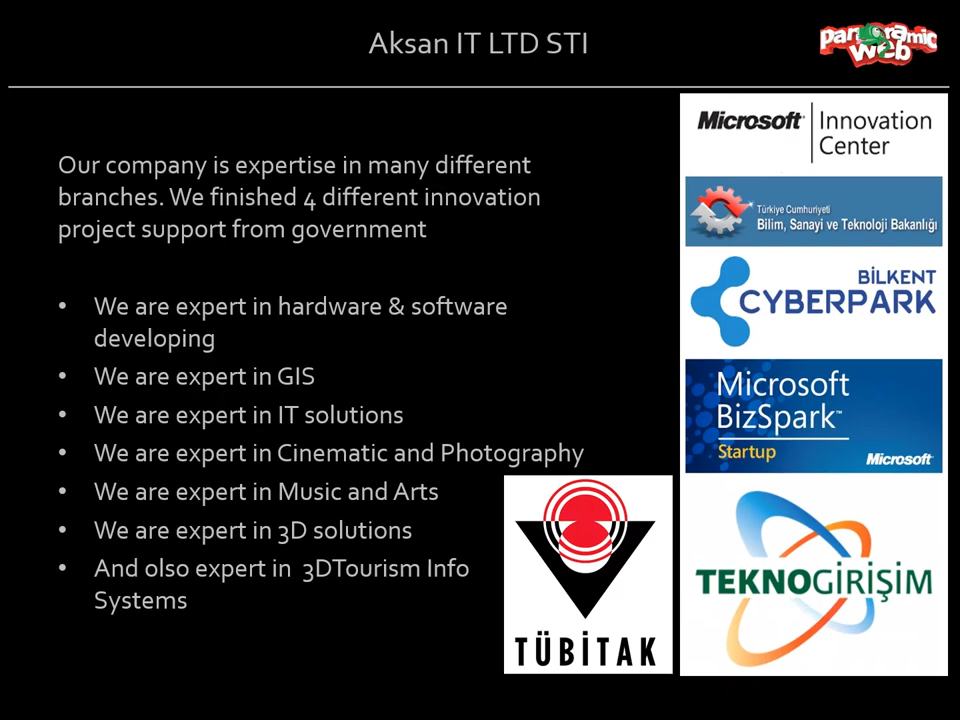 Aksan IT LTD STI
panoramic
web
Our company is expertise in many different
branches. We finished 4 different innovation
project support from government
• We are expert in hardware & software
developing
• We are expert in GIS
• We are expert in IT solutions
• We are expert in Cinematic and Photography
• We are expert in Music and Arts
• We are expert in 3D solutions
• And olso expert in 3DTourism Info
Systems
TÜBİTAK
Microsoft Innovation
Center
Türkiye Cumhuriyeti
Bilim, Sanayi ve Teknoloji Bakanlığı
BİLKENT
CYBERPARK
Microsoft
BizSpark™
Startup
Microsoft
TEKNOGİRİŞİM